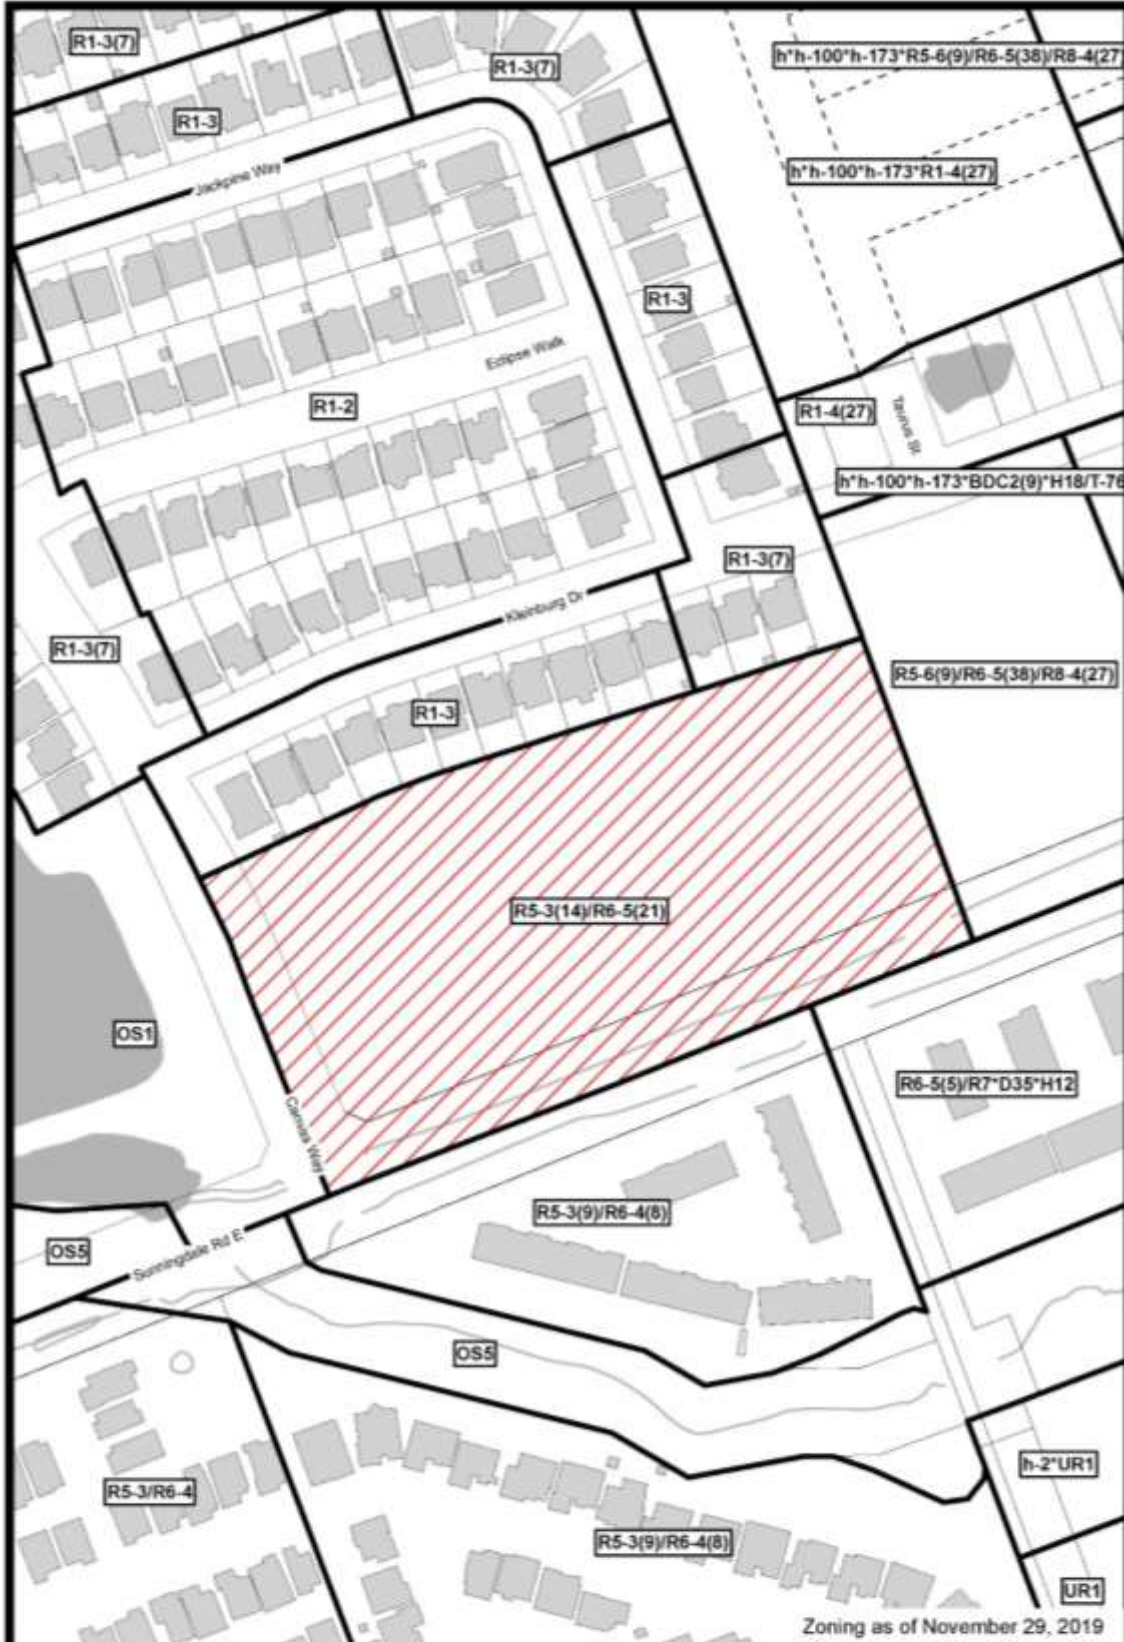 R1-3(7)
R1-3(7)
h*h-100*h-173*R5-6(9)/R6-5(38)/R8-4(27)
R1-3
Jackpine Way
h*h-100*h-173*R1-4(27)
R1-3
Eclipse Walk
R1-2
R1-4(27)
Taurus St
h*h-100*h-173*BDC2(9)*H18/T-76
R1-3(7)
Kleinburg Dr
R1-3(7)
R5-6(9)/R6-5(38)/R8-4(27)
R1-3
R5-3(14)/R6-5(21)
OS1
R6-5(5)/R7*D35*H12
Canvas Way
R5-3(9)/R6-4(8)
OS5
Sunningdale Rd E
OS5
h-2*UR1
R5-3/R6-4
R5-3(9)/R6-4(8)
UR1
Zoning as of November 29, 2019